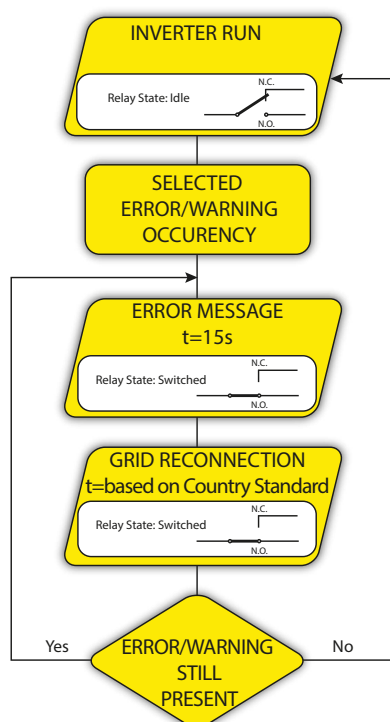 INVERTER RUN
N.C.
Relay State: Idle
N.O.
SELECTED
ERROR/WARNING
OCCURENCY
ERROR MESSAGE
t=15s
N.C.
Relay State: Switched
N.O.
GRID RECONNECTION
t=based on Country Standard
N.C.
Relay State: Switched
N.O.
Yes
No
ERROR/WARNING
STILL
PRESENT